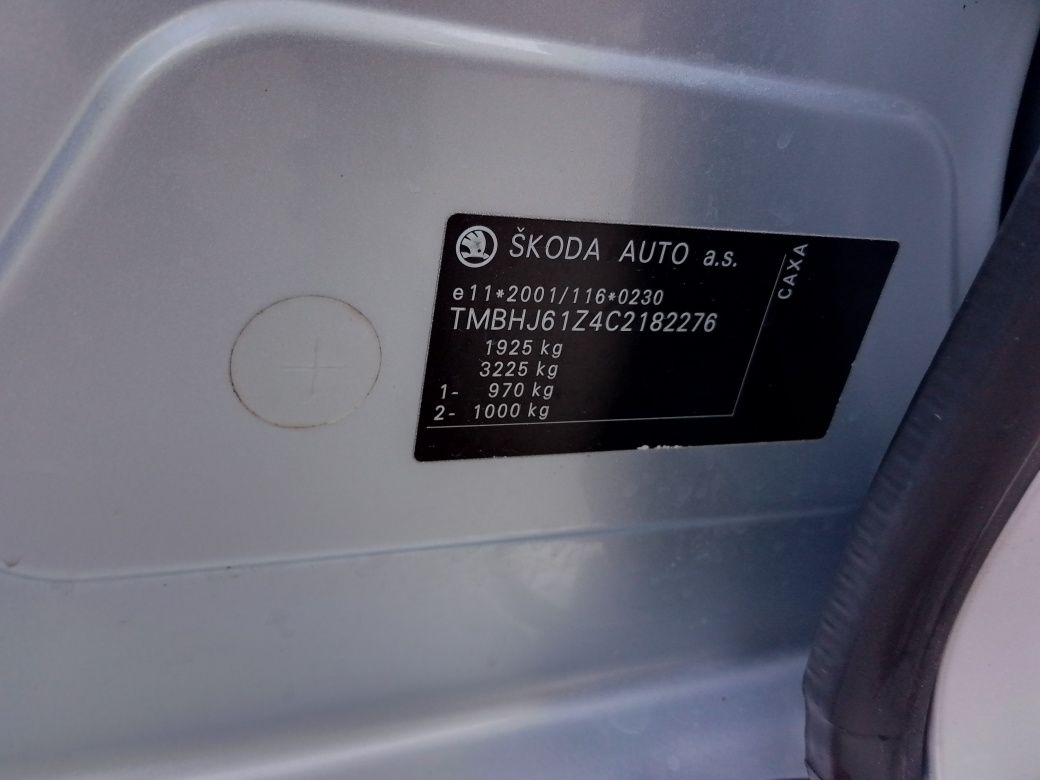 ŠKODA AUTO a.s.
e11*2001/116*0230
TMBHJ61Z4C2182276
1925 kg
3225 kg
1- 970 kg
2- 1000 kg
CAXA